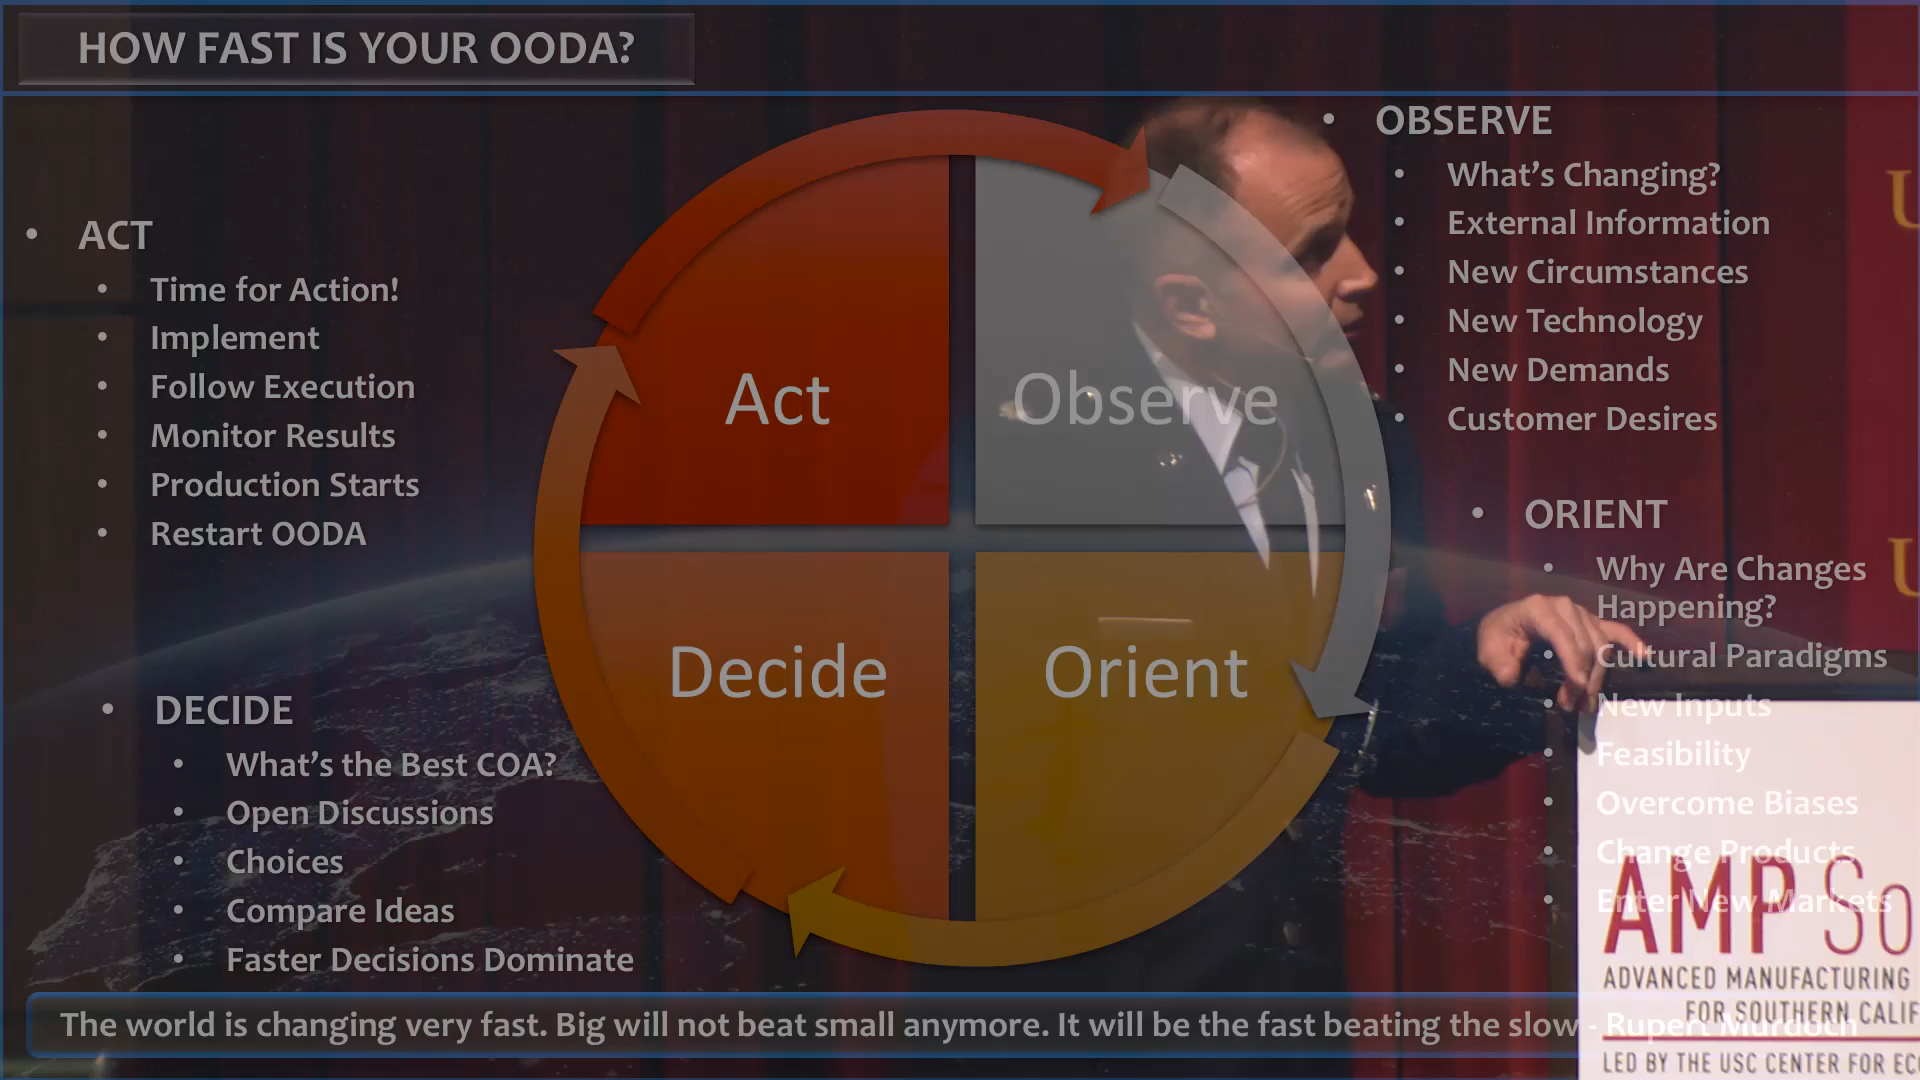 HOW FAST IS YOUR OODA?
• OBSERVE
• What's Changing?
• External Information
• New Circumstances
• New Technology
• New Demands
• Customer Desires
• ACT
• Time for Action!
• Implement
• Follow Execution
• Monitor Results
• Production Starts
• Restart OODA
Act
Observe
Decide
Orient
• ORIENT
• Why Are Changes
Happening?
• Cultural Paradigms
• New Inputs
• Feasibility
• Overcome Biases
• Change Products
• Enter New Markets
• DECIDE
• What's the Best COA?
• Open Discussions
• Choices
• Compare Ideas
• Faster Decisions Dominate
The world is changing very fast. Big will not beat small anymore. It will be the fast beating the slow - Rupert Murdoch
U
U
AMP So
ADVANCED MANUFACTURING
FOR SOUTHERN CALIF
LED BY THE USC CENTER FOR EC